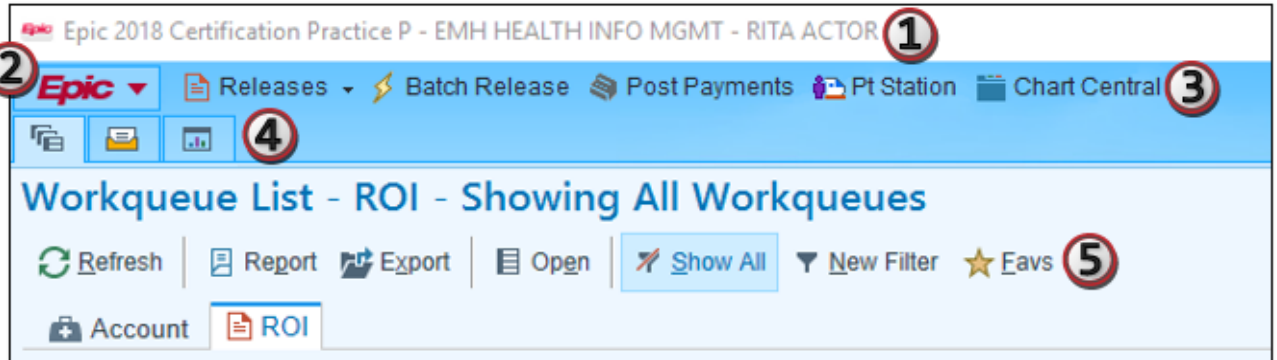 Epic Epic 2018 Certification Practice P - EMH HEALTH INFO MGMT - RITA ACTOR 1
2 Epic Releases Batch Release Post Payments Pt Station Chart Central 3
4
Workqueue List - ROI - Showing All Workqueues
Refresh Report Export Open Show All New Filter Favs 5
Account ROI